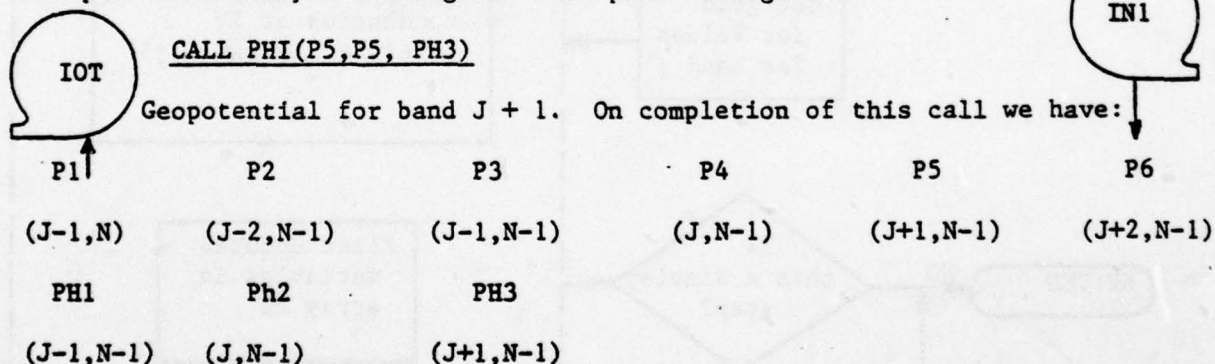 IN1
IOT
CALL PHI(P5,P5, PH3)
Geopotential for band J + 1. On completion of this call we have:
P1 P2 P3 P4 P5 P6
(J-1,N) (J-2,N-1) (J-1,N-1) (J,N-1) (J+1,N-1) (J+2,N-1)
PH1 Ph2 PH3
(J-1,N-1) (J,N-1) (J+1,N-1)